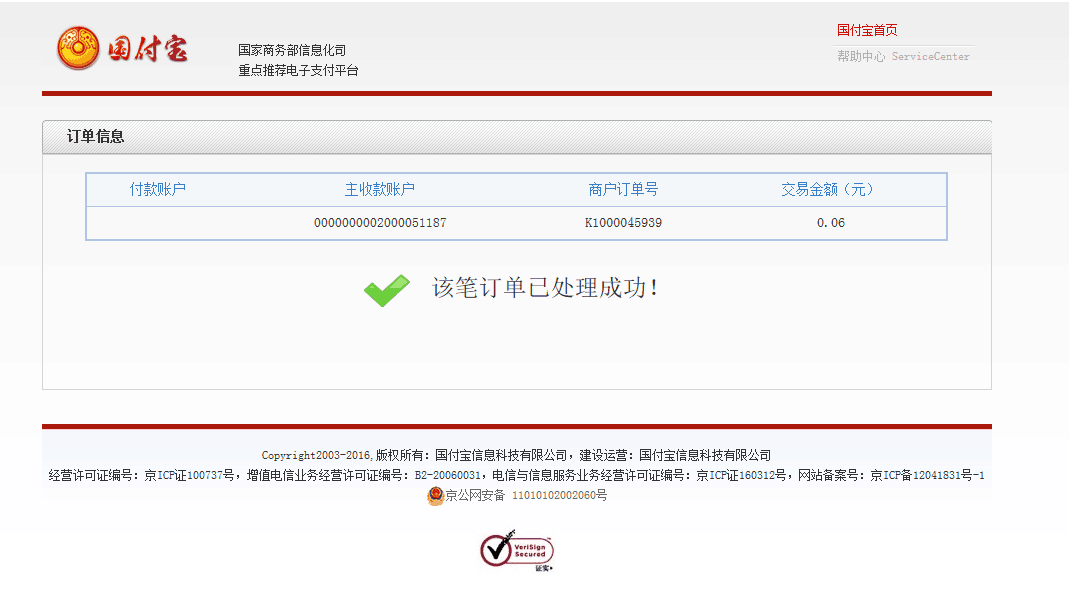 国付宝
国家商务部信息化司
重点推荐电子支付平台
国付宝首页
帮助中心 ServiceCenter
订单信息
付款账户 主收款账户 商户订单号 交易金额（元）
0000000002000051187 K1000045939 0.06
该笔订单已处理成功！
Copyright2003-2016,版权所有：国付宝信息科技有限公司，建设运营：国付宝信息科技有限公司
经营许可证编号：京ICP证100737号，增值电信业务经营许可证编号：B2-20060031，电信与信息服务业务经营许可证编号：京ICP证160312号，网站备案号：京ICP备12041831号-1
京公网安备 11010102002060号
VeriSign
Secured
证实